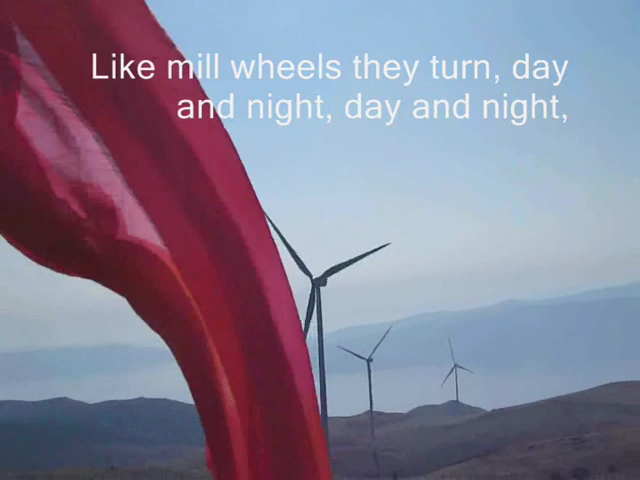 Like mill wheels they turn, day
and night, day and night,